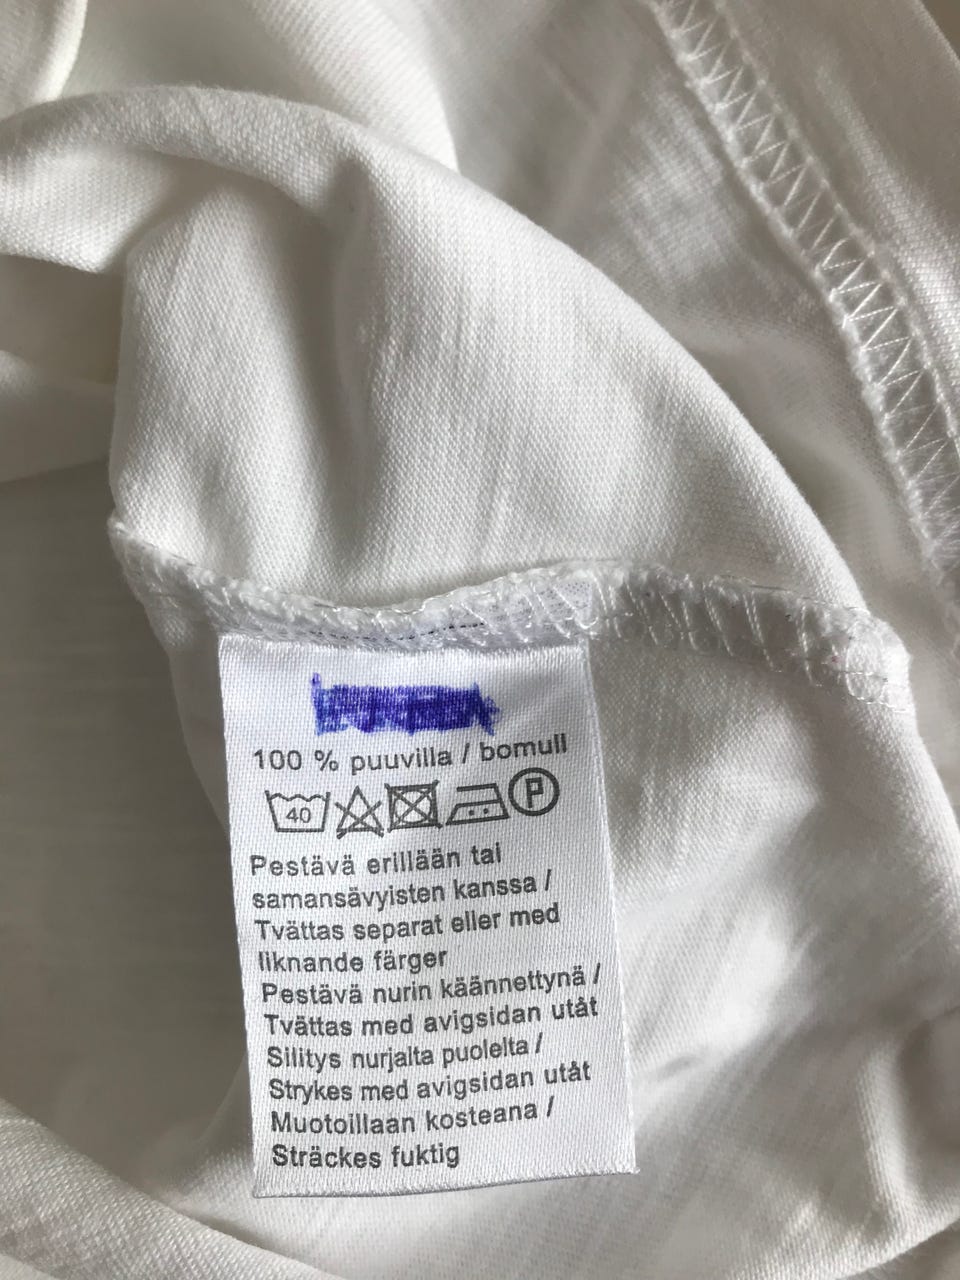 100 % puuvilla / bomull
40 P
Pestävä erillään tai
samansävyisten kanssa /
Tvättas separat eller med
liknande färger
Pestävä nurin käännettynä /
Tvättas med avigsidan utåt
Silitys nurjalta puolelta /
Strykes med avigsidan utåt
Muotoillaan kosteana /
Sträckes fuktig